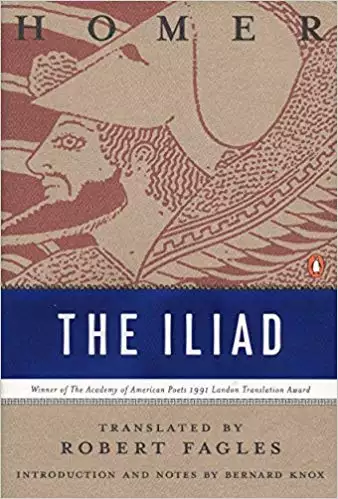 HOMER
THE ILIAD
Winner of The Academy of American Poets 1991 Landon Translation Award
TRANSLATED BY
ROBERT FAGLES
INTRODUCTION AND NOTES BY BERNARD KNOX